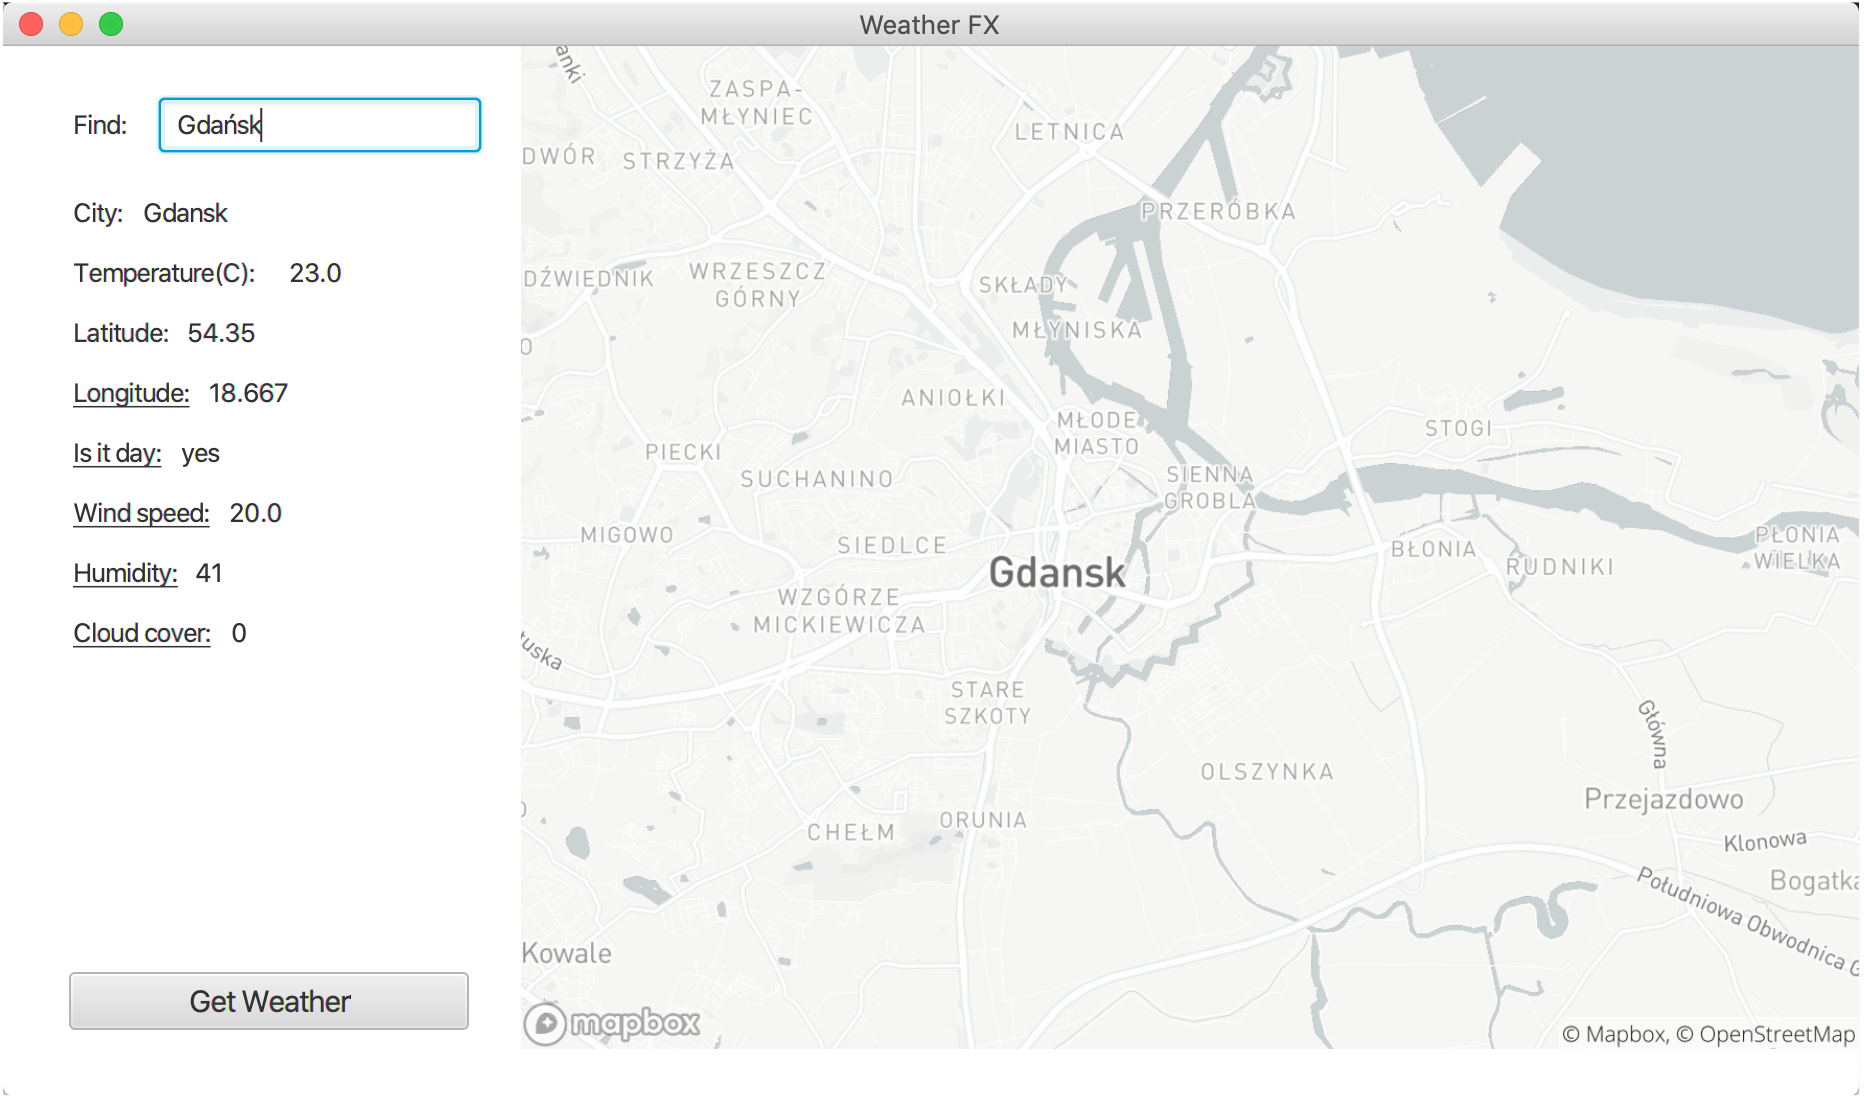 Weather FX
Find: Gdańsk
City: Gdansk
Temperature(C): 23.0
Latitude: 54.35
Longitude: 18.667
Is it day: yes
Wind speed: 20.0
Humidity: 41
Cloud cover: 0
Get Weather
anki
ZASPA-
MŁYNIEC
LETNICA
DWÓR
STRZYŻA
PRZERÓBKA
DŹWIEDNIK
WRZESZCZ
GÓRNY
SKŁADY
MŁYNISKA
O
ANIOŁKI
MŁODE
MIASTO
STOGI
PIECKI
SUCHANINO
SIENNA
GROBLA
MIGOWO
SIEDLCE
BŁONIA
PŁONIA
WIELKA
RUDNIKI
Gdansk
WZGÓRZE
MICKIEWICZA
tuska
STARE
SZKOTY
Główna
OLSZYNKA
Przejazdowo
ORUNIA
CHEŁM
Klonowa
Bogatka
Południowa Obwodnica G
Kowale
mapbox
© Mapbox, © OpenStreetMap